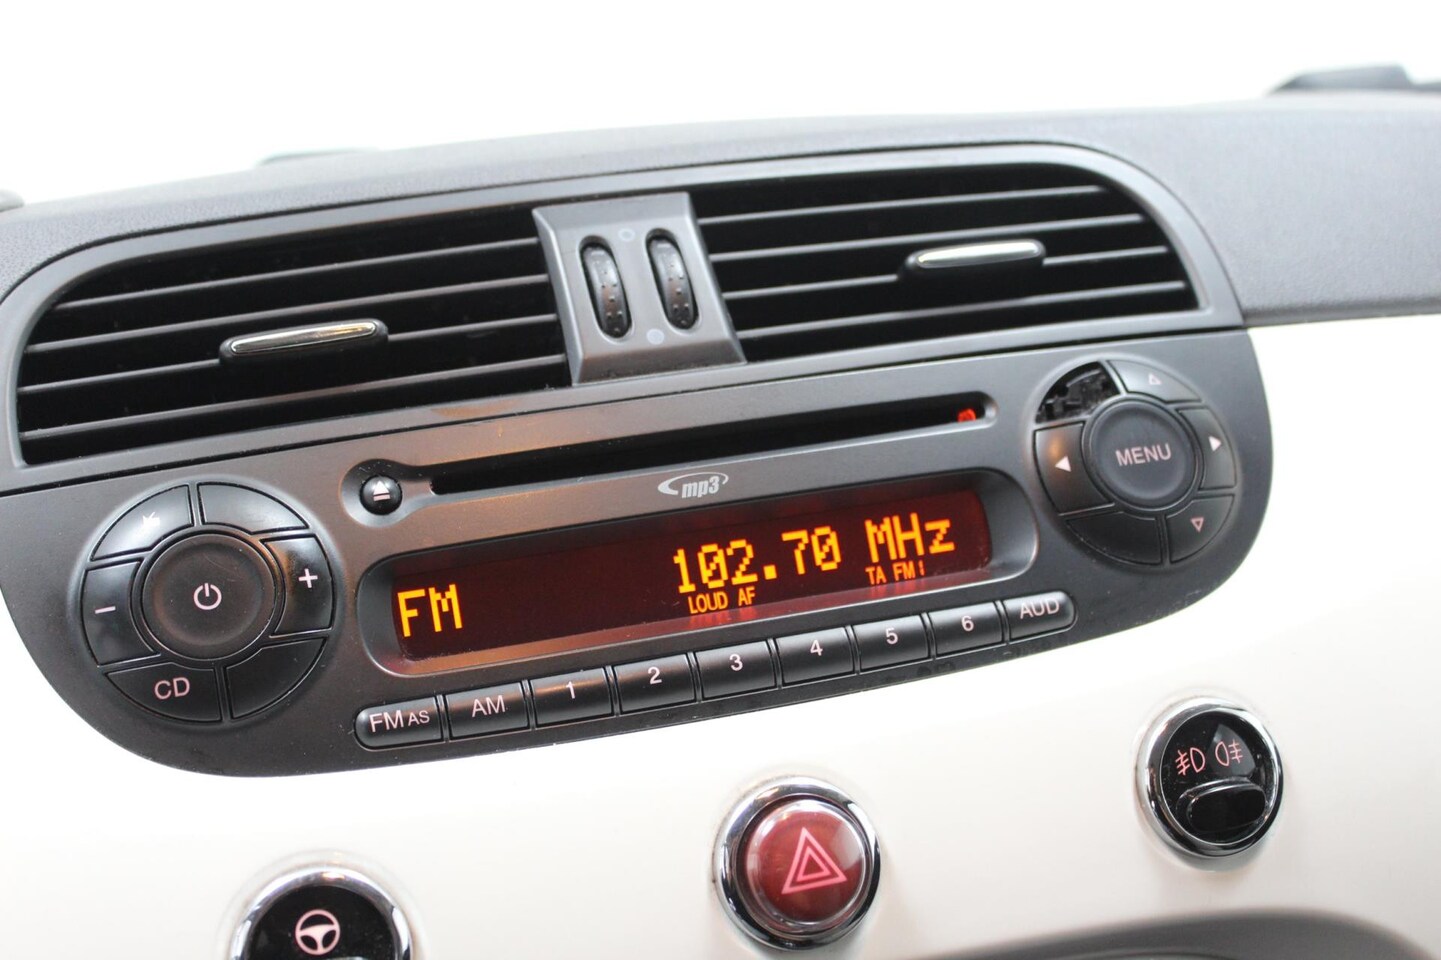 mp3
MENU
102.70 MHz
FM
LOUD AF
TA FM1
+
-
CD
FM AS
AM
1
2
3
4
5
6
AUD